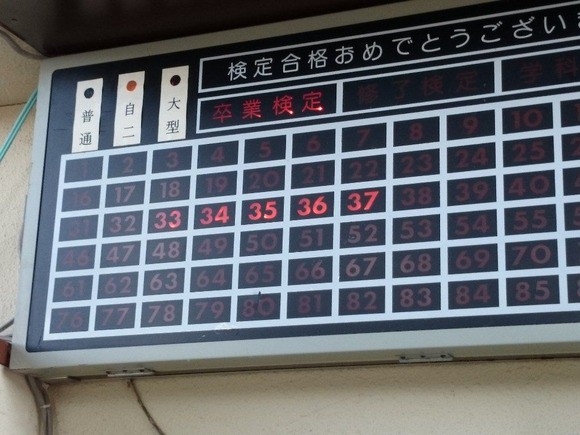 検定合格おめでとうござい
普通
自二
大型
卒業検定 修了検定 学科
2 3 4 5 6 7 8 9 10
16 17 18 19 20 21 22 23 24 25
31 32 33 34 35 36 37 38 39 40
46 47 48 49 50 51 52 53 54 55
61 62 63 64 65 66 67 68 69 70
76 77 78 79 80 81 82 83 84 85